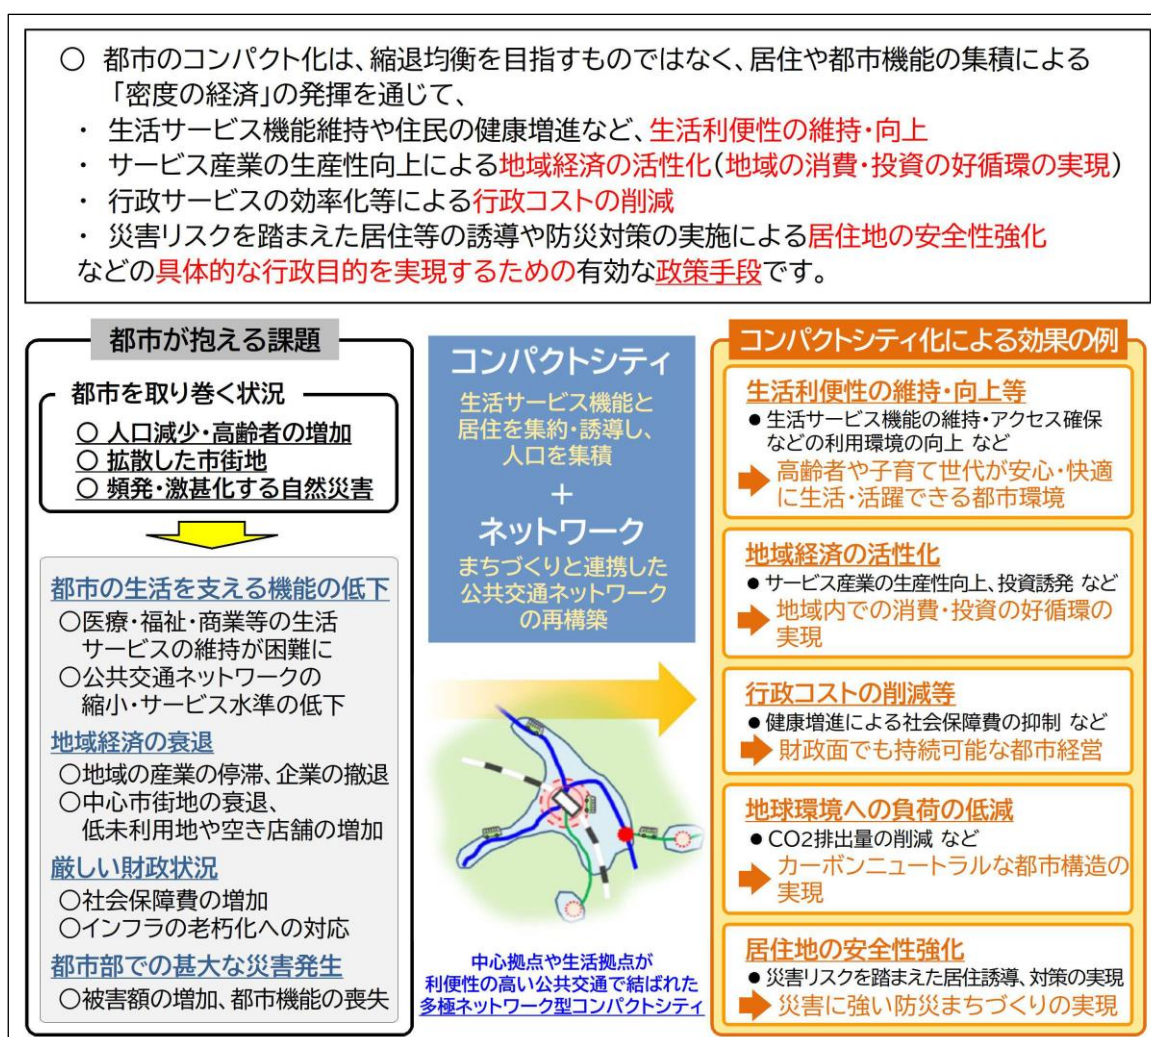 ○ 都市のコンパクト化は、縮退均衡を目指すものではなく、居住や都市機能の集積による
「密度の経済」の発揮を通じて、
・ 生活サービス機能維持や住民の健康増進など、生活利便性の維持・向上
・ サービス産業の生産性向上による地域経済の活性化(地域の消費・投資の好循環の実現)
・ 行政サービスの効率化等による行政コストの削減
・ 災害リスクを踏まえた居住等の誘導や防災対策の実施による居住地の安全性強化
などの具体的な行政目的を実現するための有効な政策手段です。
都市が抱える課題
都市を取り巻く状況
○ 人口減少・高齢者の増加
○ 拡散した市街地
○ 頻発・激甚化する自然災害
都市の生活を支える機能の低下
○医療・福祉・商業等の生活
サービスの維持が困難に
○公共交通ネットワークの
縮小・サービス水準の低下
地域経済の衰退
○地域の産業の停滞、企業の撤退
○中心市街地の衰退、
低未利用地や空き店舗の増加
厳しい財政状況
○社会保障費の増加
○インフラの老朽化への対応
都市部での甚大な災害発生
○被害額の増加、都市機能の喪失
コンパクトシティ
生活サービス機能と
居住を集約・誘導し、
人口を集積
+
ネットワーク
まちづくりと連携した
公共交通ネットワーク
の再構築
中心拠点や生活拠点が
利便性の高い公共交通で結ばれた
多極ネットワーク型コンパクトシティ
コンパクトシティ化による効果の例
生活利便性の維持・向上等
● 生活サービス機能の維持・アクセス確保
などの利用環境の向上 など
高齢者や子育て世代が安心・快適
に生活・活躍できる都市環境
地域経済の活性化
● サービス産業の生産性向上、投資誘発 など
地域内での消費・投資の好循環の
実現
行政コストの削減等
● 健康増進による社会保障費の抑制 など
財政面でも持続可能な都市経営
地球環境への負荷の低減
● CO2排出量の削減 など
カーボンニュートラルな都市構造の
実現
居住地の安全性強化
● 災害リスクを踏まえた居住誘導、対策の実現
災害に強い防災まちづくりの実現